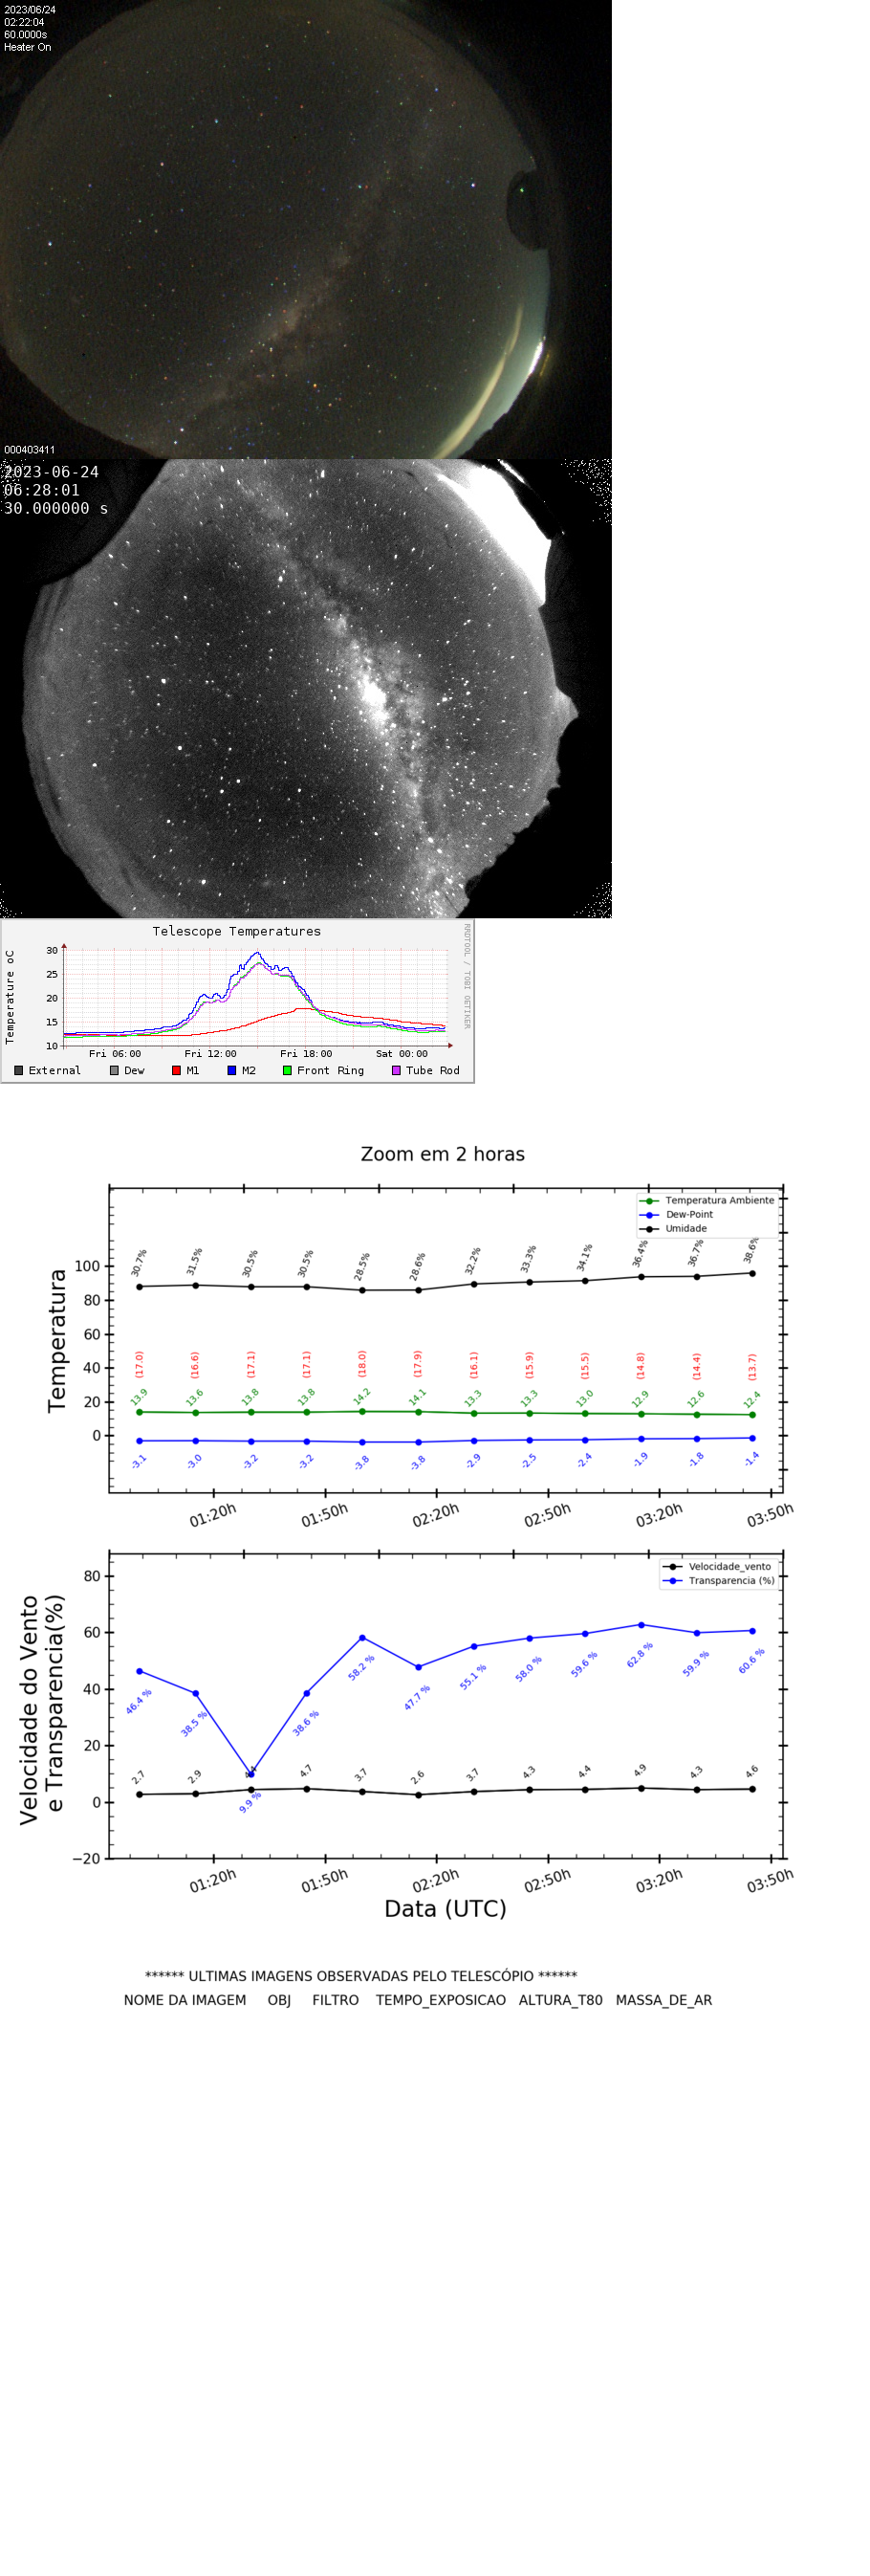 2023/06/24
02:22:04
60.0000s
Heater On
000403411
2023-06-24
06:28:01
30.000000 s
Telescope Temperatures
RRDTOOL / TOBI OETIKER
Temperature oC
30
25
20
15
10
Fri 06:00 Fri 12:00 Fri 18:00 Sat 00:00
External Dew M1 M2 Front Ring Tube Rod
Zoom em 2 horas
Temperatura Ambiente
Dew-Point
Umidade
Temperatura
100
80
60
40
20
0
30.7% 31.5% 30.5% 30.5% 28.5% 28.6% 32.2% 33.3% 34.1% 36.4% 36.7% 38.6%
(17.0) (16.6) (17.1) (17.1) (18.0) (17.9) (16.1) (15.9) (15.5) (14.8) (14.4) (13.7)
13.9 13.6 13.8 13.8 14.2 14.1 13.3 13.3 13.0 12.9 12.6 12.4
-3.1 -3.0 -3.2 -3.2 -3.8 -3.8 -2.9 -2.5 -2.4 -1.9 -1.8 -1.4
01:20h 01:50h 02:20h 02:50h 03:20h 03:50h
Velocidade_vento
Transparencia (%)
Velocidade do Vento
e Transparencia(%)
80
60
40
20
0
−20
46.4 % 38.5 % 9.9 % 38.6 % 58.2 % 47.7 % 55.1 % 58.0 % 59.6 % 62.8 % 59.9 % 60.6 %
2.7 2.9 4.4 4.7 3.7 2.6 3.7 4.3 4.4 4.9 4.3 4.6
01:20h 01:50h 02:20h 02:50h 03:20h 03:50h
Data (UTC)
****** ULTIMAS IMAGENS OBSERVADAS PELO TELESCÓPIO ******
NOME DA IMAGEM OBJ FILTRO TEMPO_EXPOSICAO ALTURA_T80 MASSA_DE_AR